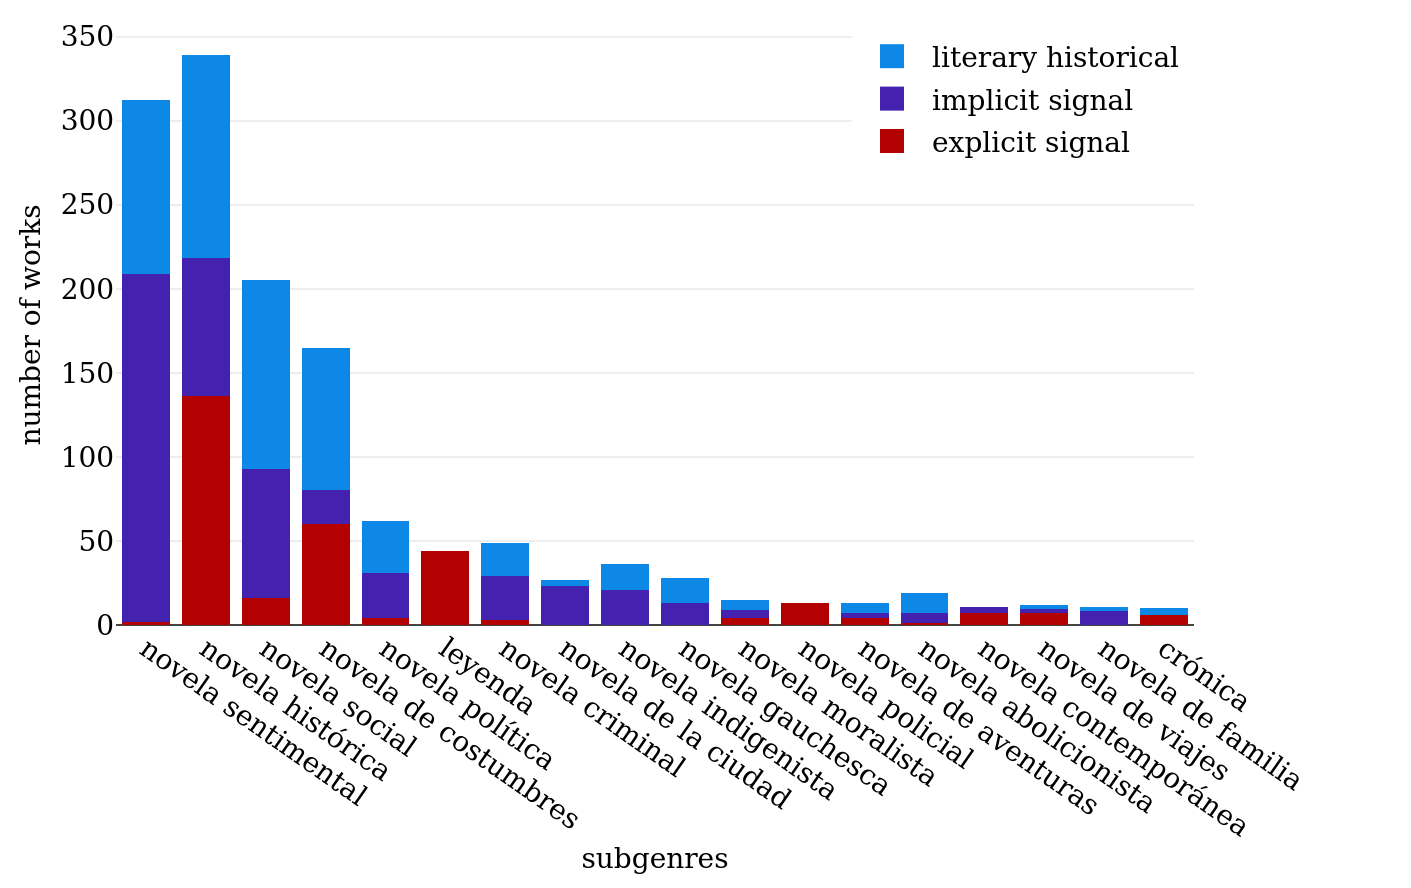 number of works
350
300
250
200
150
100
50
0
literary historical
implicit signal
explicit signal
novela sentimental
novela histórica
novela social
novela de costumbres
novela política
leyenda
novela criminal
novela de la ciudad
novela indigenista
novela gauchesca
novela moralista
novela policial
novela de aventuras
novela abolicionista
novela contemporánea
novela de viajes
novela de familia
crónica
subgenres